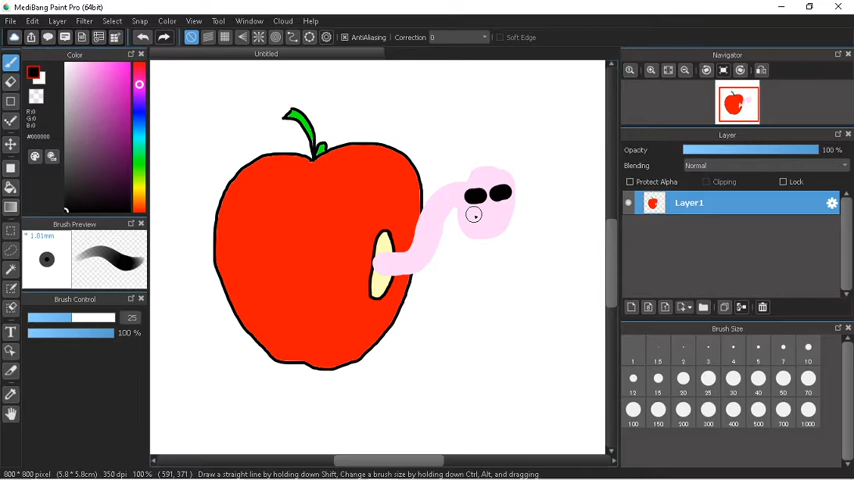 MediBang Paint Pro (64bit)
File Edit Layer Filter Select Snap Color View Tool Window Cloud Help
AntiAliasing Correction 0 Soft Edge
Untitled
Color
R:0
G:0
B:0
#000000
Brush Preview
* 1.81mm
Brush Control
25
100 %
Navigator
Layer
Opacity 100 %
Blending Normal
Protect Alpha Clipping Lock
Layer1
Brush Size
1 1.5 2 3 4 5 7 10
12 15 20 25 30 40 50 70
100 150 200 300 400 500 700 1000
800 * 800 pixel (5.8 * 5.8cm) 350 dpi 100 % ( 591, 371 ) Draw a straight line by holding down Shift, Change a brush size by holding down Ctrl, Alt, and dragging